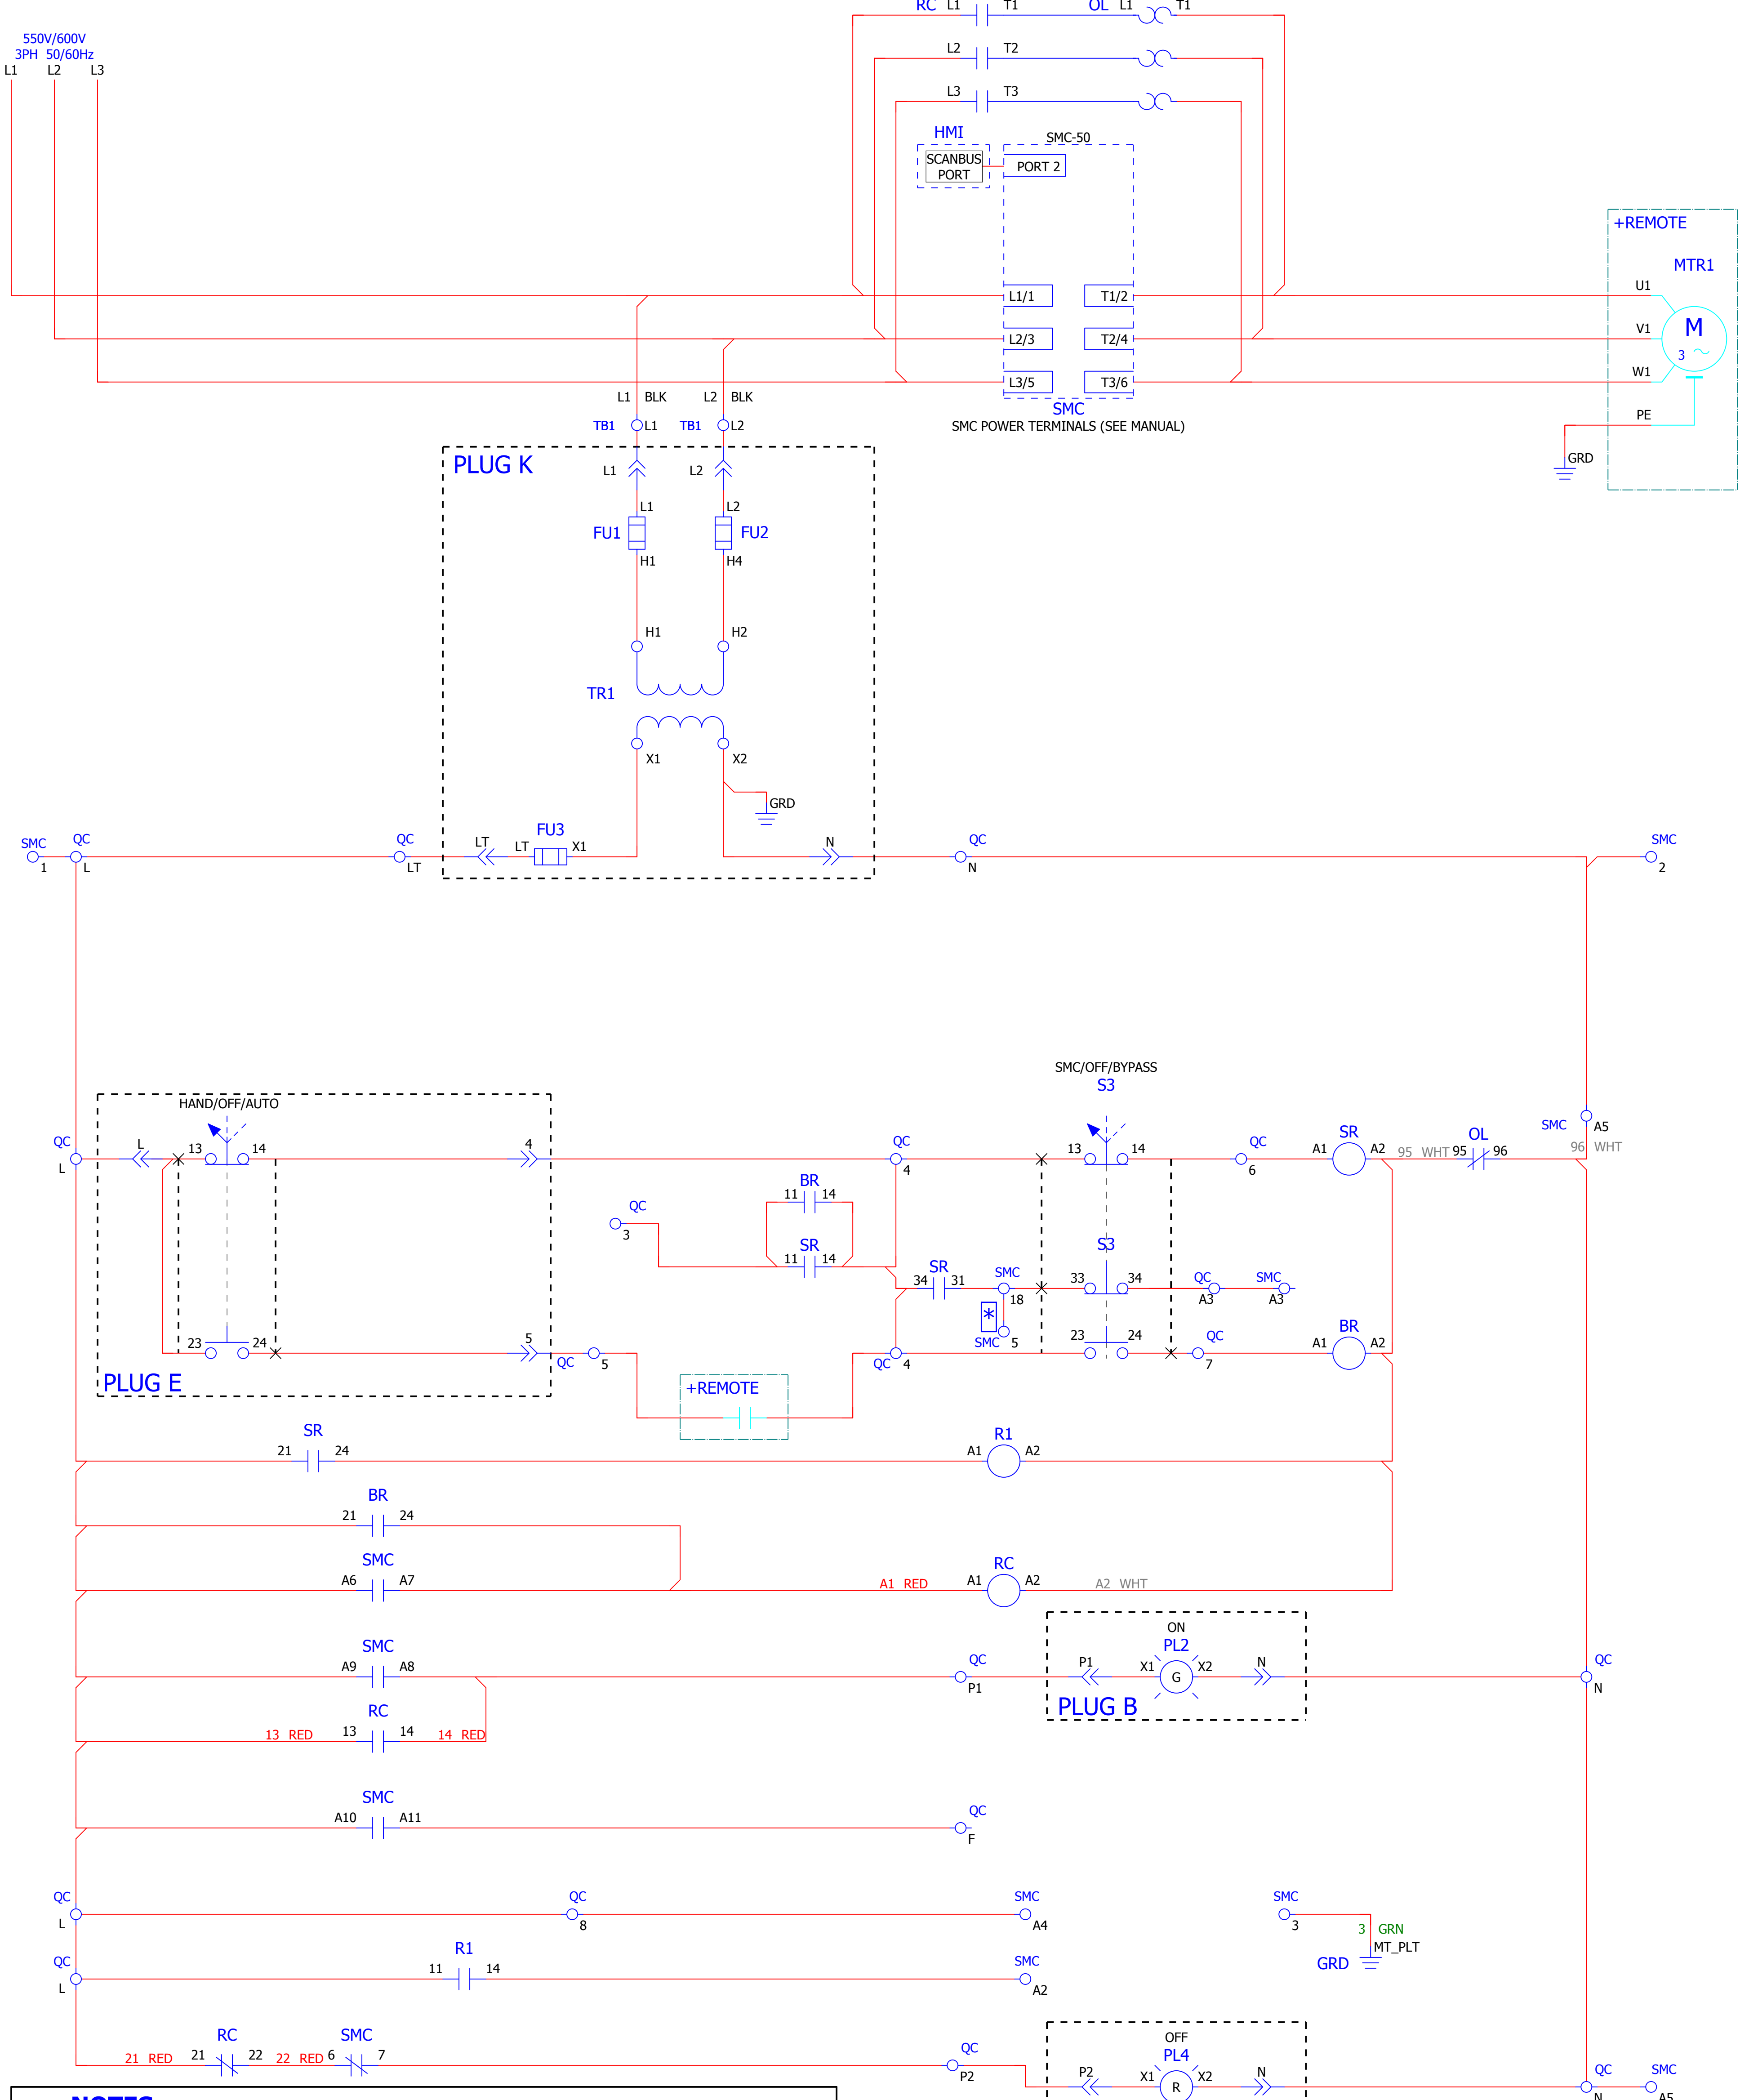 RC L1 T1 OL L1 T1
550V/600V
3PH 50/60Hz
L1 L2 L3
L2 T2
L3 T3
HMI
SMC-50
SCANBUS
PORT
PORT 2
+REMOTE
MTR1
L1/1 T1/2 U1
L2/3 T2/4 V1
M
3
L3/5 T3/6 W1
SMC
SMC POWER TERMINALS (SEE MANUAL)
PE
GRD
L1 BLK L2 BLK
TB1 L1 TB1 L2
PLUG K
L1 L2
L1 L2
FU1 FU2
H1 H4
H1 H2
TR1
X1 X2
GRD
SMC QC QC FU3 QC SMC
LT LT X1 N
1 L LT N 2
SMC/OFF/BYPASS
S3
HAND/OFF/AUTO
SMC A5
QC L 13 14 4 QC 13 14 QC SR OL
A1 A2 95 WHT 95 96 96 WHT
L 4 6
BR
11 14
QC
3
SR
11 14
S3
SR
34 31 SMC 33 34 QC SMC
18 A3 A3
*
SMC 5
23 24 5 23 24 QC BR
A1 A2
QC 5 QC 4 7
PLUG E
+REMOTE
SR R1
21 24 A1 A2
BR
21 24
SMC RC
A6 A7 A1 RED A1 A2 A2 WHT
ON
SMC PL2
A9 A8 QC P1 X1 G X2 N QC
P1 N
PLUG B
RC
13 RED 13 14 14 RED
SMC
A10 A11 QC
F
QC QC SMC SMC
L 8 A4 3
3 GRN
MT_PLT
GRD
QC R1 SMC
11 14
L A2
RC SMC OFF
21 RED 21 22 22 RED 6 7 QC PL4
P2 P2 X1 R X2 N QC SMC
N A5
NOTES